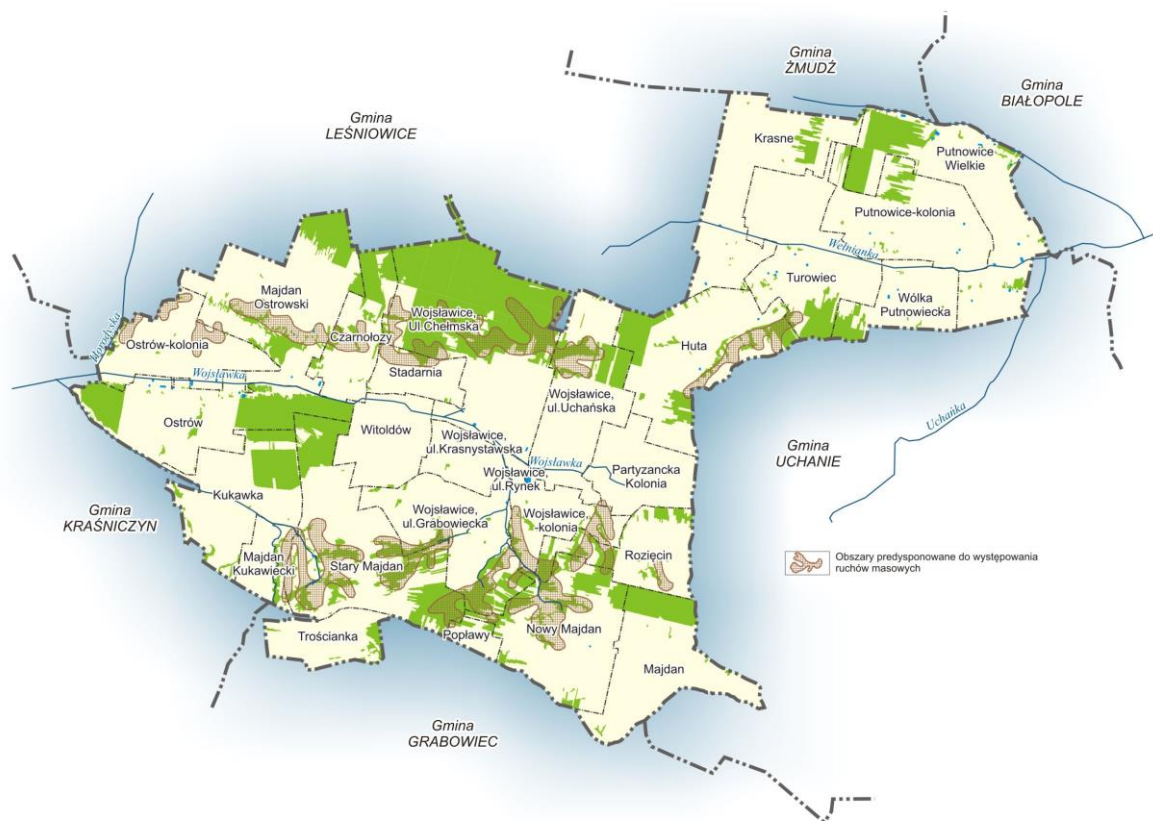 Gmina
ŻMUDŹ
Gmina
BIAŁOPOLE
Gmina
LEŚNIOWICE
Krasne
Putnowice
Wielkie
Putnowice-kolonia
Wełnianka
Turowiec
Wólka
Putnowiecka
Majdan
Ostrowski
Wojsławice,
Ul.Chełmska
Czarnołozy
Ostrów-kolonia
Huta
Stadarnia
Wojsławka
Wojsławice,
ul.Uchańska
Uchańka
Ostrów
Witoldów
Wojsławice,
ul.Krasnystawska
Gmina
UCHANIE
Wojsławka
Partyzancka
Kolonia
Wojsławice,
ul.Rynek
Kukawka
Gmina
KRAŚNICZYN
Wojsławice,
ul.Grabowiecka
Wojsławice,
-kolonia
Rozięcin
Obszary predysponowane do występowania
ruchów masowych
Majdan
Kukawiecki
Stary Majdan
Trościanka
Popławy
Nowy Majdan
Majdan
Gmina
GRABOWIEC